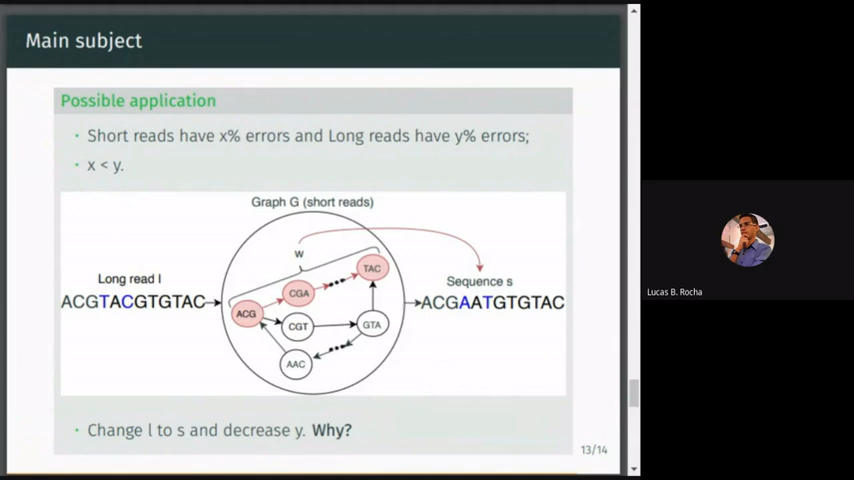 Main subject
Possible application
· Short reads have x% errors and Long reads have y% errors;
· x < y.
Graph G (short reads)
w
TAC
Long read l
CGA
Sequence s
ACGTACGTGTAC
ACG
CGT
GTA
ACGAATGTGTAC
AAC
Lucas B. Rocha
· Change l to s and decrease y. Why?
13/14